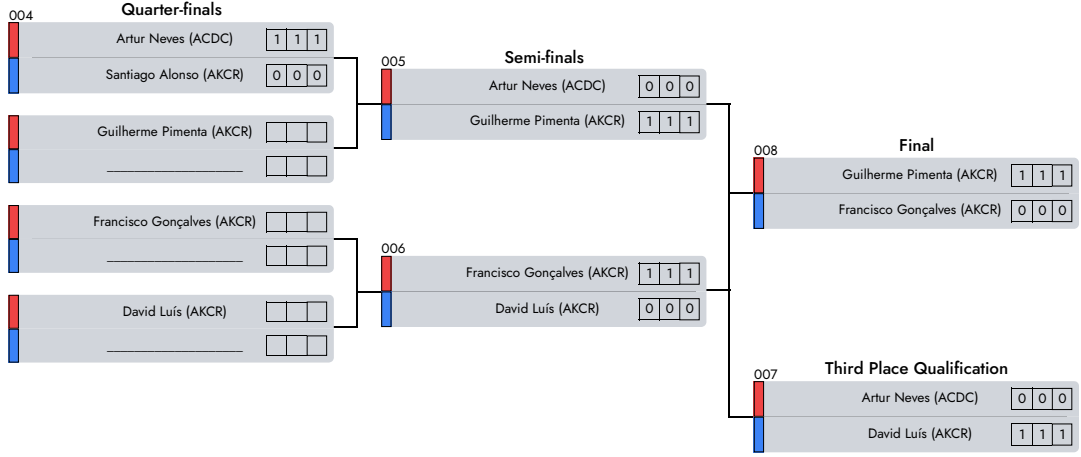 Quarter-finals
004
Artur Neves (ACDC) 1 1 1
Santiago Alonso (AKCR) 0 0 0
Guilherme Pimenta (AKCR)
____________________
Francisco Gonçalves (AKCR)
____________________
David Luís (AKCR)
____________________
Semi-finals
005
Artur Neves (ACDC) 0 0 0
Guilherme Pimenta (AKCR) 1 1 1
006
Francisco Gonçalves (AKCR) 1 1 1
David Luís (AKCR) 0 0 0
Final
008
Guilherme Pimenta (AKCR) 1 1 1
Francisco Gonçalves (AKCR) 0 0 0
Third Place Qualification
007
Artur Neves (ACDC) 0 0 0
David Luís (AKCR) 1 1 1